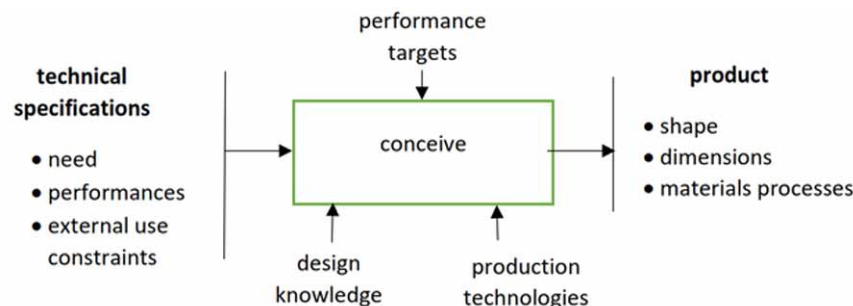 performance
targets
technical
specifications
• need
• performances
• external use
constraints
conceive
product
• shape
• dimensions
• materials processes
design
knowledge
production
technologies